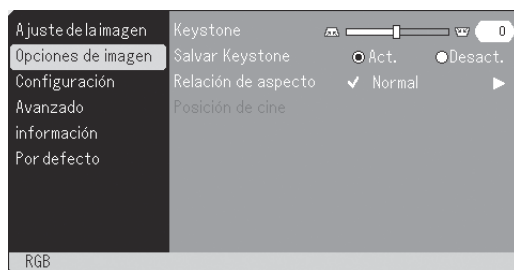 Ajuste de la imagen
Opciones de imagen
Configuración
Avanzado
información
Por defecto
Keystone 0
Salvar Keystone Act. Desact.
Relación de aspecto ✓ Normal
Posición de cine
RGB